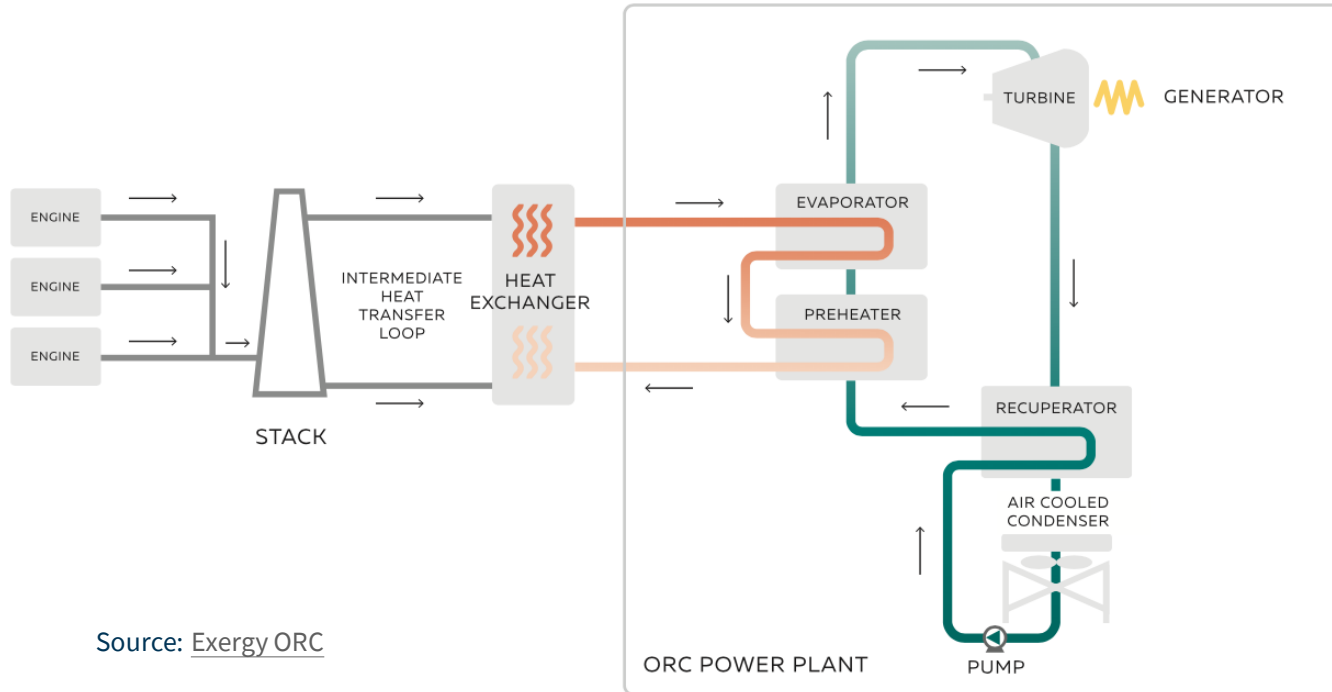 ENGINE
ENGINE
ENGINE
STACK
INTERMEDIATE
HEAT
TRANSFER
LOOP
HEAT
EXCHANGER
EVAPORATOR
PREHEATER
TURBINE
GENERATOR
RECUPERATOR
AIR COOLED
CONDENSER
PUMP
ORC POWER PLANT
Source: Exergy ORC